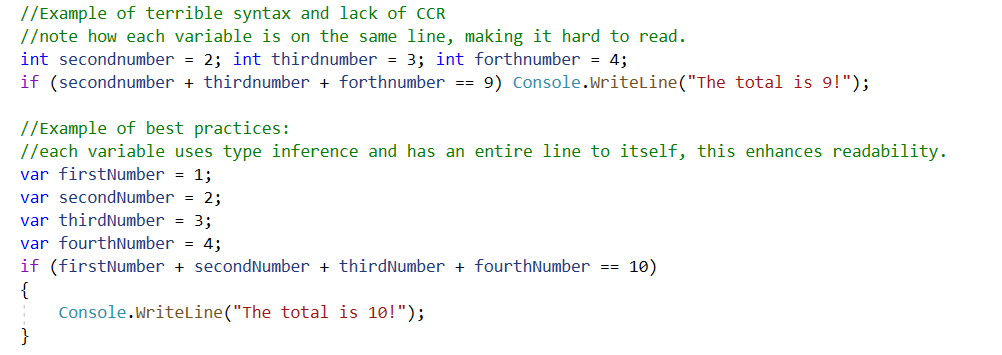 //Example of terrible syntax and lack of CCR
//note how each variable is on the same line, making it hard to read.
int secondnumber = 2; int thirdnumber = 3; int forthnumber = 4;
if (secondnumber + thirdnumber + forthnumber == 9) Console.WriteLine("The total is 9!");

//Example of best practices:
//each variable uses type inference and has an entire line to itself, this enhances readability.
var firstNumber = 1;
var secondNumber = 2;
var thirdNumber = 3;
var fourthNumber = 4;
if (firstNumber + secondNumber + thirdNumber + fourthNumber == 10)
{
    Console.WriteLine("The total is 10!");
}